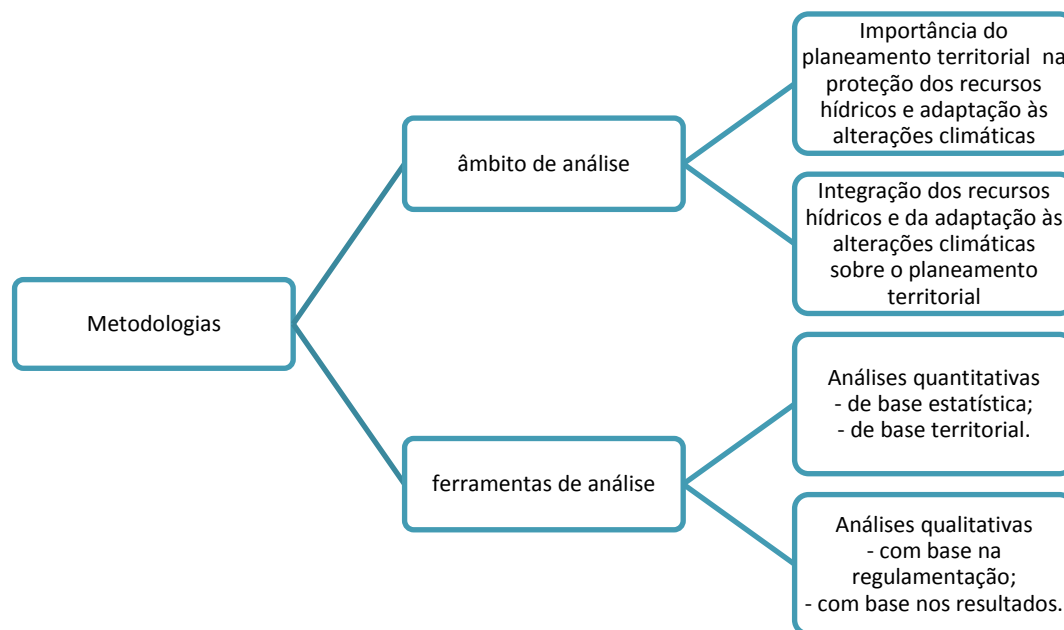 Metodologias
âmbito de análise
Importância do
planeamento territorial na
proteção dos recursos
hídricos e adaptação às
alterações climáticas
Integração dos recursos
hídricos e da adaptação às
alterações climáticas
sobre o planeamento
territorial
ferramentas de análise
Análises quantitativas
- de base estatística;
- de base territorial.
Análises qualitativas
- com base na
regulamentação;
- com base nos resultados.